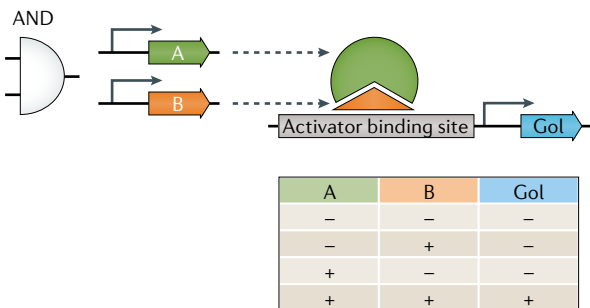 AND
A
B
Activator binding site
GoI
A B GoI
– – –
– + –
+ – –
+ + +